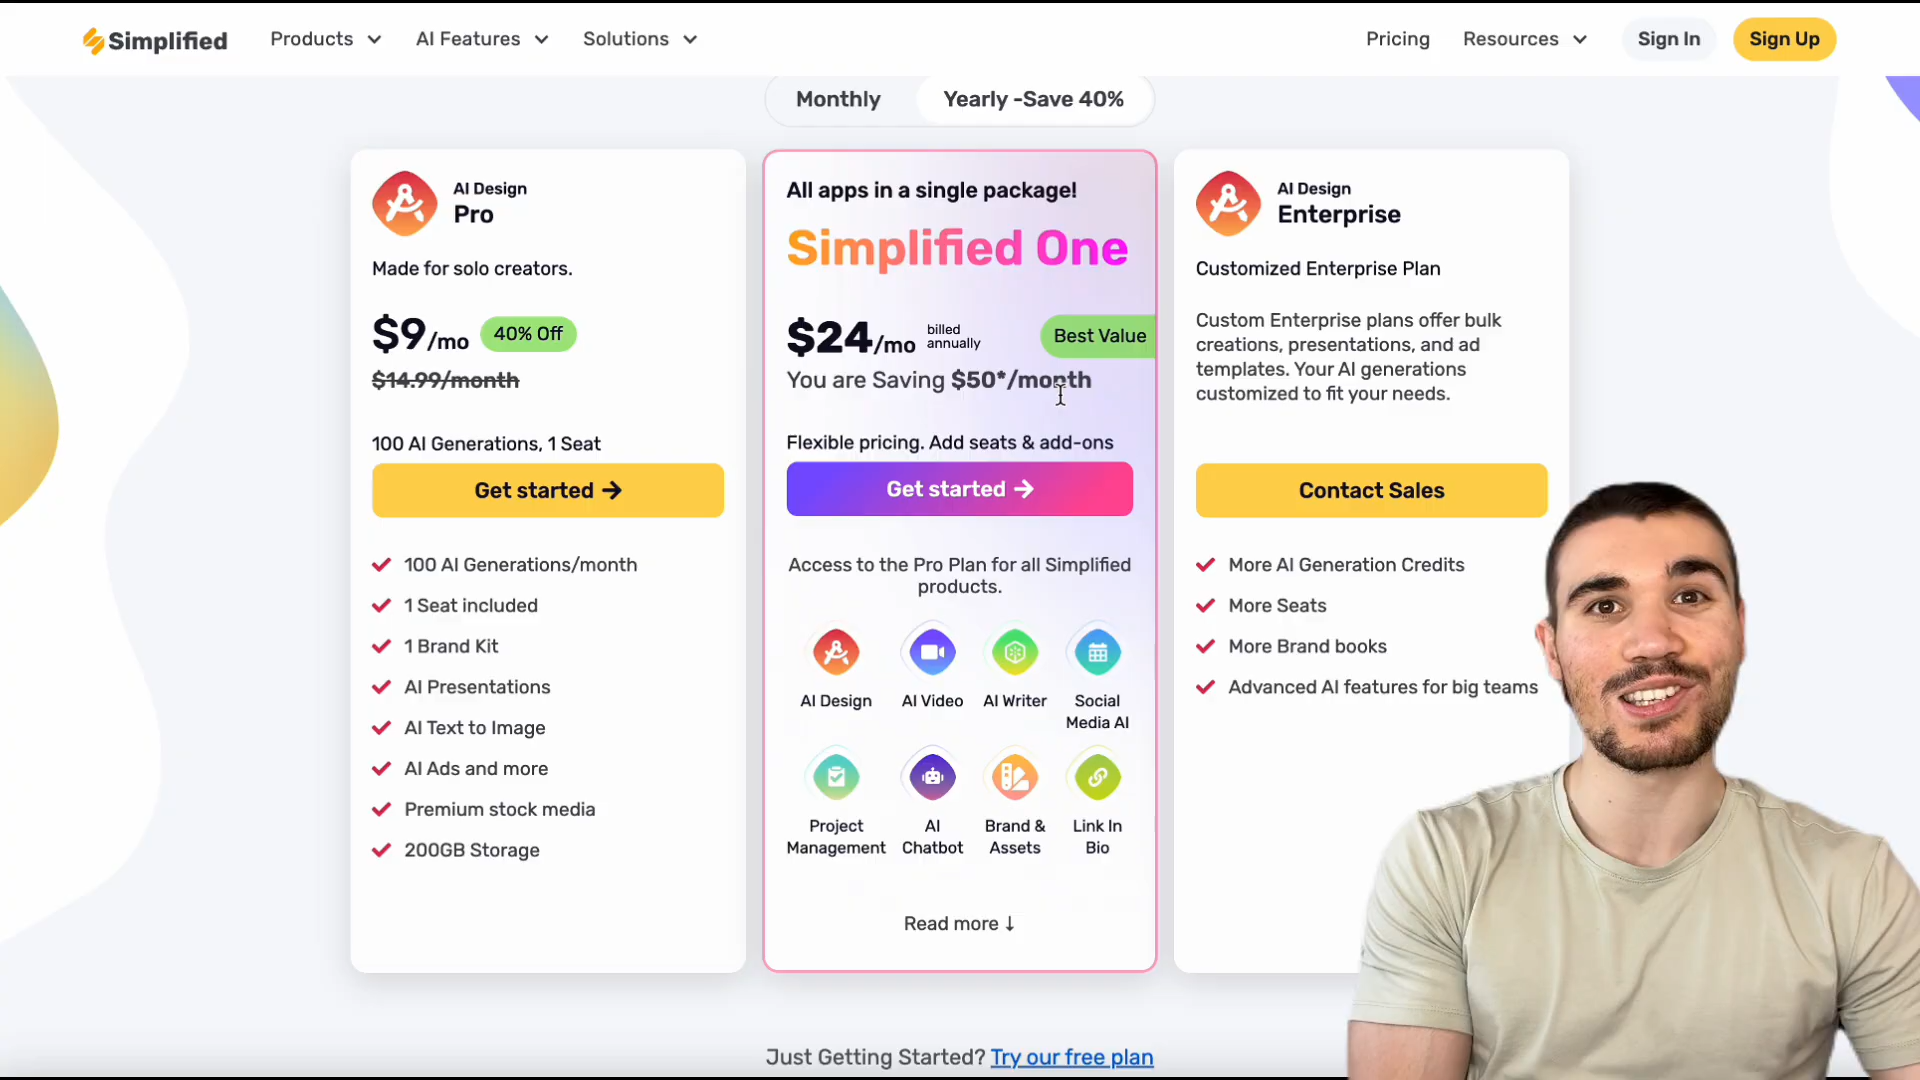 Simplified
Products
AI Features
Solutions
Pricing
Resources
Sign In
Sign Up
Monthly
Yearly -Save 40%
AI Design
Pro
Made for solo creators.
$9/mo
40% Off
$14.99/month
100 AI Generations, 1 Seat
Get started →
100 AI Generations/month
1 Seat included
1 Brand Kit
AI Presentations
AI Text to Image
AI Ads and more
Premium stock media
200GB Storage
All apps in a single package!
Simplified One
$24/mo
billed
annually
Best Value
You are Saving $50*/month
Flexible pricing. Add seats & add-ons
Get started →
Access to the Pro Plan for all Simplified
products.
AI Design
AI Video
AI Writer
Social
Media AI
Project
Management
AI
Chatbot
Brand &
Assets
Link In
Bio
Read more ↓
AI Design
Enterprise
Customized Enterprise Plan
Custom Enterprise plans offer bulk
creations, presentations, and ad
templates. Your AI generations
customized to fit your needs.
Contact Sales
More AI Generation Credits
More Seats
More Brand books
Advanced AI features for big teams
Just Getting Started? Try our free plan